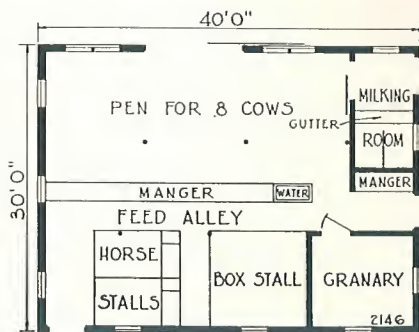 40'0"
30'0"
PEN FOR 8 COWS
MILKING
GUTTER
ROOM
MANGER
MANGER
WATER
FEED ALLEY
HORSE
STALLS
BOX STALL
GRANARY
2146